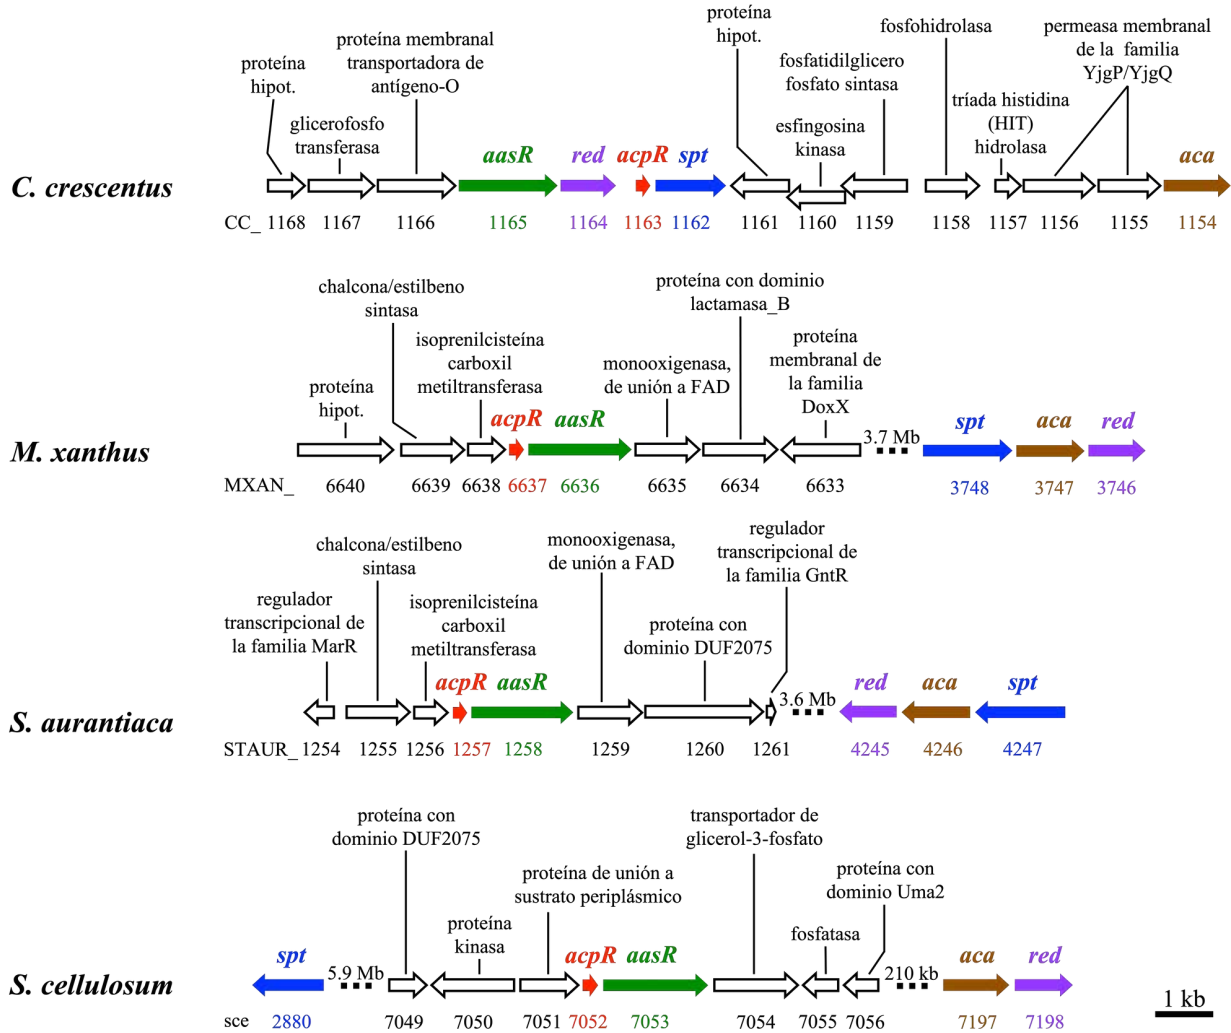 proteína
hipot.
glicerofosfo
transferasa
proteína membranal
transportadora de
antígeno-O
proteína
hipot.
esfingosina
kinasa
fosfatidilglicero
fosfato sintasa
fosfohidrolasa
tríada histidina
(HIT)
hidrolasa
permeasa membranal
de la familia
YjgP/YjgQ
aasR red acpR spt aca
C. crescentus
CC_ 1168 1167 1166 1165 1164 1163 1162 1161 1160 1159 1158 1157 1156 1155 1154
proteína
hipot.
chalcona/estilbeno
sintasa
isoprenilcisteína
carboxil
metiltransferasa
monooxigenasa,
de unión a FAD
proteína con dominio
lactamasa_B
proteína
membranal de
la familia
DoxX
acpR aasR 3.7 Mb spt aca red
M. xanthus
MXAN_ 6640 6639 6638 6637 6636 6635 6634 6633 3748 3747 3746
regulador
transcripcional de
la familia MarR
chalcona/estilbeno
sintasa
isoprenilcisteína
carboxil
metiltransferasa
monooxigenasa,
de unión a FAD
proteína con
dominio DUF2075
regulador
transcripcional de
la familia GntR
acpR aasR 3.6 Mb red aca spt
S. aurantiaca
STAUR_ 1254 1255 1256 1257 1258 1259 1260 1261 4245 4246 4247
proteína con
dominio DUF2075
proteína
kinasa
proteína de unión a
sustrato periplásmico
transportador de
glicerol-3-fosfato
fosfatasa
proteína con
dominio Uma2
spt 5.9 Mb acpR aasR 210 kb aca red
S. cellulosum
sce 2880 7049 7050 7051 7052 7053 7054 7055 7056 7197 7198
1 kb